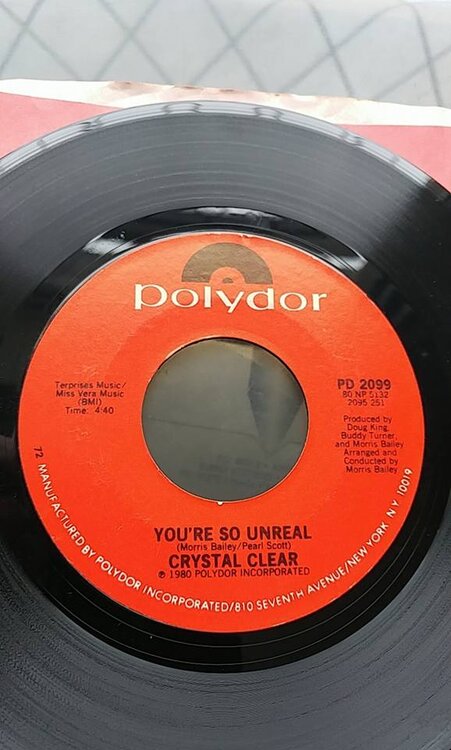 polydor
Terprises Music/
Miss Vera Music
(BMI)
Time: 4:40
PD 2099
80 NP 5132
2095 251
Produced by
Doug King,
Buddy Turner,
and Morris Bailey
Arranged and
Conducted by
Morris Bailey
YOU'RE SO UNREAL
(Morris Bailey/Pearl Scott)
CRYSTAL CLEAR
℗ 1980 POLYDOR INCORPORATED
72 MANUFACTURED BY POLYDOR INCORPORATED/810 SEVENTH AVENUE/NEW YORK, N.Y. 10019